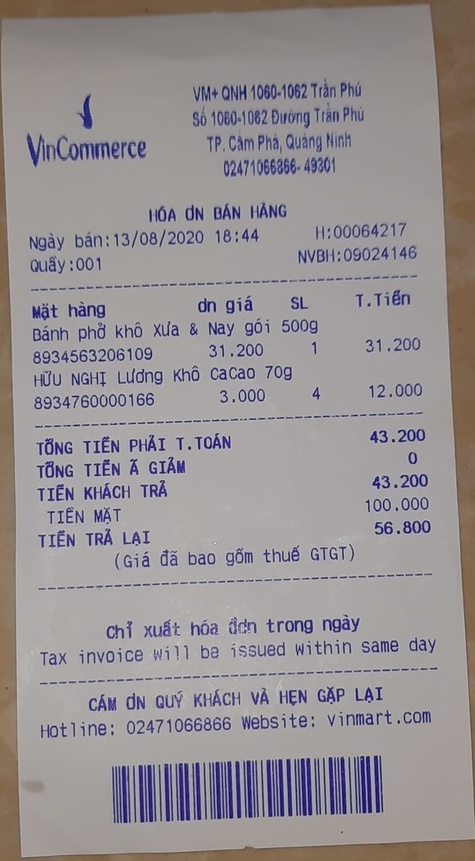 VinCommerce
VM+ QNH 1060-1062 Trần Phú
Số 1060-1062 Đường Trần Phú
TP. Cẩm Phả, Quảng Ninh
02471066866- 49301
HÓA ƠN BÁN HÀNG
Ngày bán:13/08/2020 18:44 H:00064217
Quầy:001 NVBH:09024146
Mặt hàng ơn giá SL T.Tiền
Bánh phở khô Xưa & Nay gói 500g
8934563206109 31.200 1 31.200
HỮU NGHỊ Lương Khô CaCao 70g
8934760000166 3.000 4 12.000
TỔNG TIỀN PHẢI T.TOÁN 43.200
TỔNG TIỀN Ã GIẢM 0
TIỀN KHÁCH TRẢ 43.200
TIỀN MẶT 100.000
TIỀN TRẢ LẠI 56.800
(Giá đã bao gồm thuế GTGT)
Chỉ xuất hóa đơn trong ngày
Tax invoice will be issued within same day
CẢM ƠN QUÝ KHÁCH VÀ HẸN GẶP LẠI
Hotline: 02471066866 Website: vinmart.com